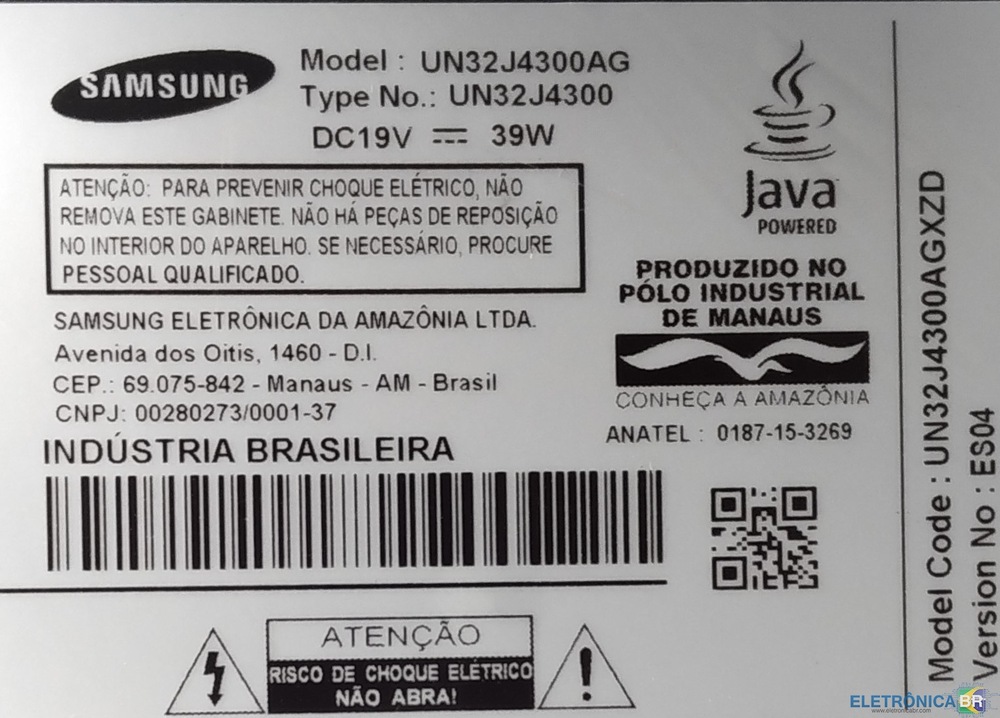 SAMSUNG
Model : UN32J4300AG
Type No.: UN32J4300
DC19V ⎓ 39W
ATENÇÃO: PARA PREVENIR CHOQUE ELÉTRICO, NÃO
REMOVA ESTE GABINETE. NÃO HÁ PEÇAS DE REPOSIÇÃO
NO INTERIOR DO APARELHO. SE NECESSÁRIO, PROCURE
PESSOAL QUALIFICADO.
SAMSUNG ELETRÔNICA DA AMAZÔNIA LTDA.
Avenida dos Oitis, 1460 - D.I.
CEP.: 69.075-842 - Manaus - AM - Brasil
CNPJ: 00280273/0001-37
INDÚSTRIA BRASILEIRA
Java
POWERED
PRODUZIDO NO
PÓLO INDUSTRIAL
DE MANAUS
CONHEÇA A AMAZÔNIA
ANATEL : 0187-15-3269
ATENÇÃO
RISCO DE CHOQUE ELÉTRICO
NÃO ABRA!
Model Code : UN32J4300AGXZD
Version No : ES04
ELETRÔNICA BR
www.eletronicabr.com